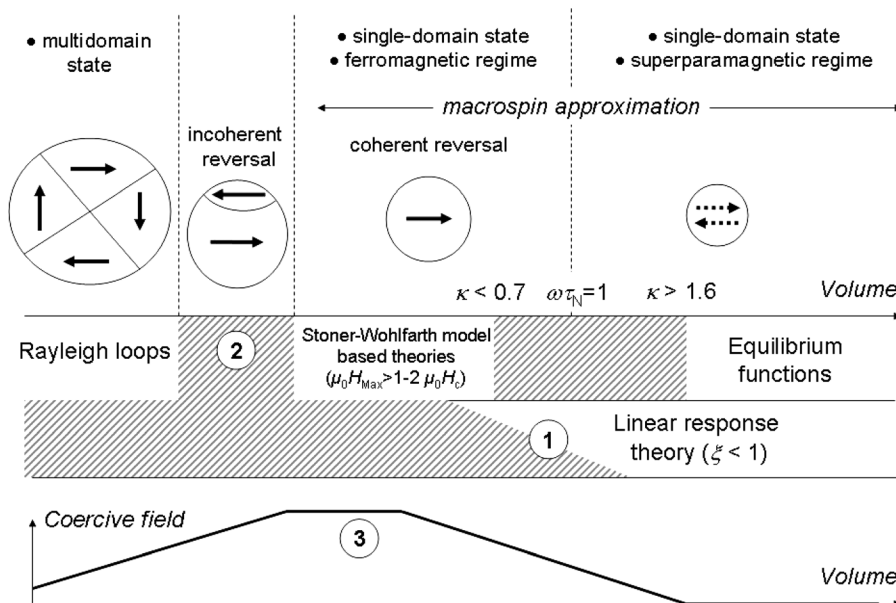 ● multidomain
state
● single-domain state
● ferromagnetic regime
● single-domain state
● superparamagnetic regime
macrospin approximation
incoherent
reversal
coherent reversal
κ < 0.7
ωτN=1
κ > 1.6
Volume
Rayleigh loops
2
Stoner-Wohlfarth model
based theories
(μ0HMax>1-2 μ0Hc)
Equilibrium
functions
1
Linear response
theory (ξ < 1)
Coercive field
3
Volume